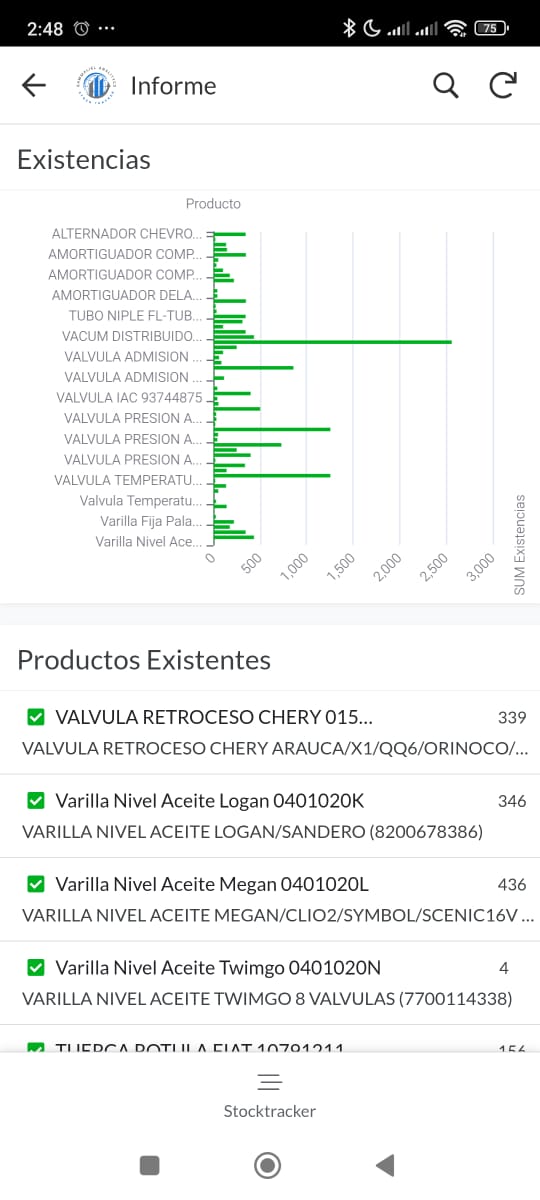 2:48
75
Informe
Existencias
Producto
ALTERNADOR CHEVRO...
AMORTIGUADOR COMP...
AMORTIGUADOR COMP...
AMORTIGUADOR DELA...
TUBO NIPLE FL-TUB...
VACUM DISTRIBUIDO...
VALVULA ADMISION ...
VALVULA ADMISION ...
VALVULA IAC 93744875
VALVULA PRESION A...
VALVULA PRESION A...
VALVULA PRESION A...
VALVULA TEMPERATU...
Valvula Temperatu...
Varilla Fija Pala...
Varilla Nivel Ace...
0 500 1,000 1,500 2,000 2,500 3,000
SUM Existencias
Productos Existentes
VALVULA RETROCESO CHERY 015... 339
VALVULA RETROCESO CHERY ARAUCA/X1/QQ6/ORINOCO/...
Varilla Nivel Aceite Logan 0401020K 346
VARILLA NIVEL ACEITE LOGAN/SANDERO (8200678386)
Varilla Nivel Aceite Megan 0401020L 436
VARILLA NIVEL ACEITE MEGAN/CLIO2/SYMBOL/SCENIC16V ...
Varilla Nivel Aceite Twimgo 0401020N 4
VARILLA NIVEL ACEITE TWIMGO 8 VALVULAS (7700114338)
TUERCA ROTULA FIAT 10791211 156
Stocktracker